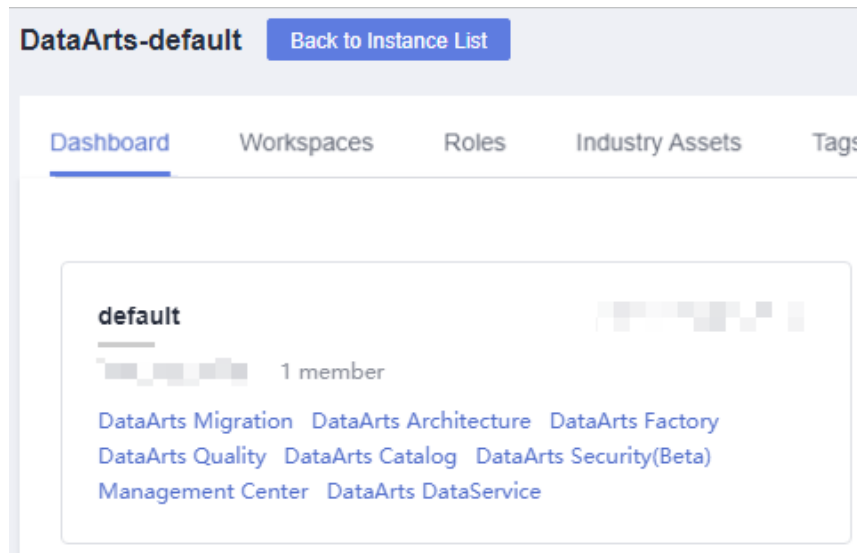 DataArts-default Back to Instance List
Dashboard Workspaces Roles Industry Assets Tags
default
1 member
DataArts Migration DataArts Architecture DataArts Factory
DataArts Quality DataArts Catalog DataArts Security(Beta)
Management Center DataArts DataService